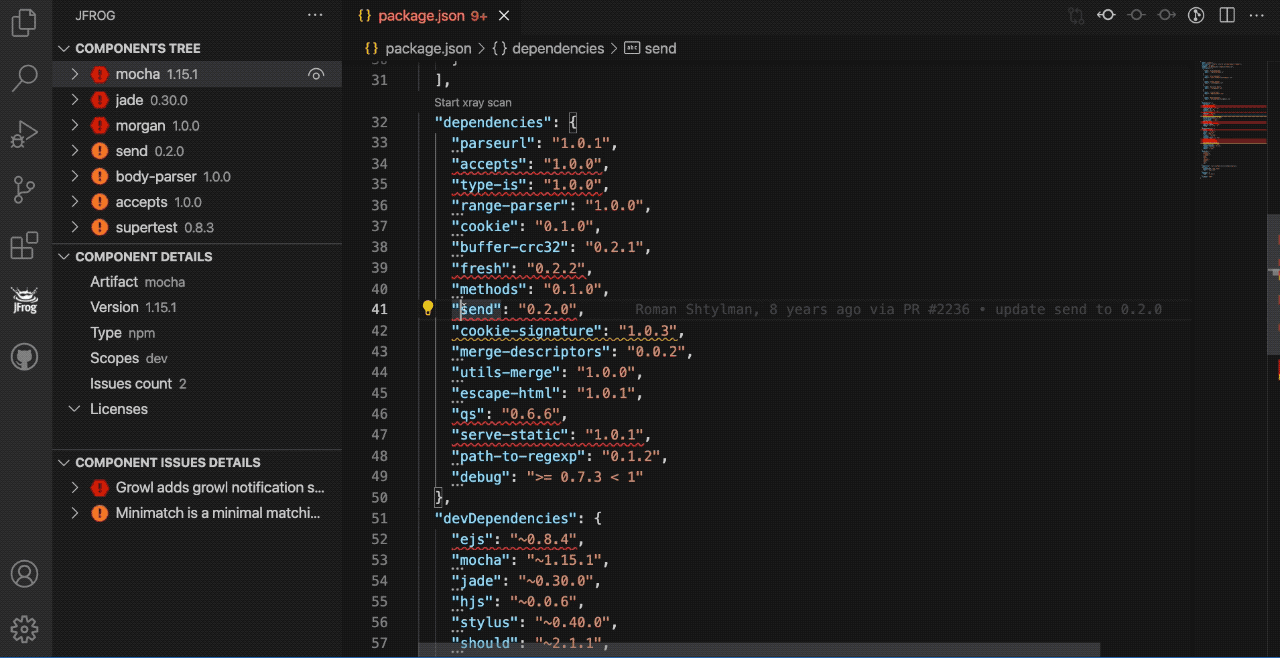 JFROG
COMPONENTS TREE
mocha 1.15.1
jade 0.30.0
morgan 1.0.0
send 0.2.0
body-parser 1.0.0
accepts 1.0.0
supertest 0.8.3
COMPONENT DETAILS
Artifact mocha
Version 1.15.1
Type npm
Scopes dev
Issues count 2
Licenses
COMPONENT ISSUES DETAILS
Growl adds growl notification s...
Minimatch is a minimal matchi...
JFrog
{} package.json 9+
{} package.json > {} dependencies > abc send
31 ],
Start xray scan
32 "dependencies": {
33 "parseurl": "1.0.1",
34 "accepts": "1.0.0",
35 "type-is": "1.0.0",
36 "range-parser": "1.0.0",
37 "cookie": "0.1.0",
38 "buffer-crc32": "0.2.1",
39 "fresh": "0.2.2",
40 "methods": "0.1.0",
41 "send": "0.2.0", Roman Shtylman, 8 years ago via PR #2236 • update send to 0.2.0
42 "cookie-signature": "1.0.3",
43 "merge-descriptors": "0.0.2",
44 "utils-merge": "1.0.0",
45 "escape-html": "1.0.1",
46 "qs": "0.6.6",
47 "serve-static": "1.0.1",
48 "path-to-regexp": "0.1.2",
49 "debug": ">= 0.7.3 < 1"
50 },
51 "devDependencies": {
52 "ejs": "~0.8.4",
53 "mocha": "~1.15.1",
54 "jade": "~0.30.0",
55 "hjs": "~0.0.6",
56 "stylus": "~0.40.0",
57 "should": "~2.1.1",